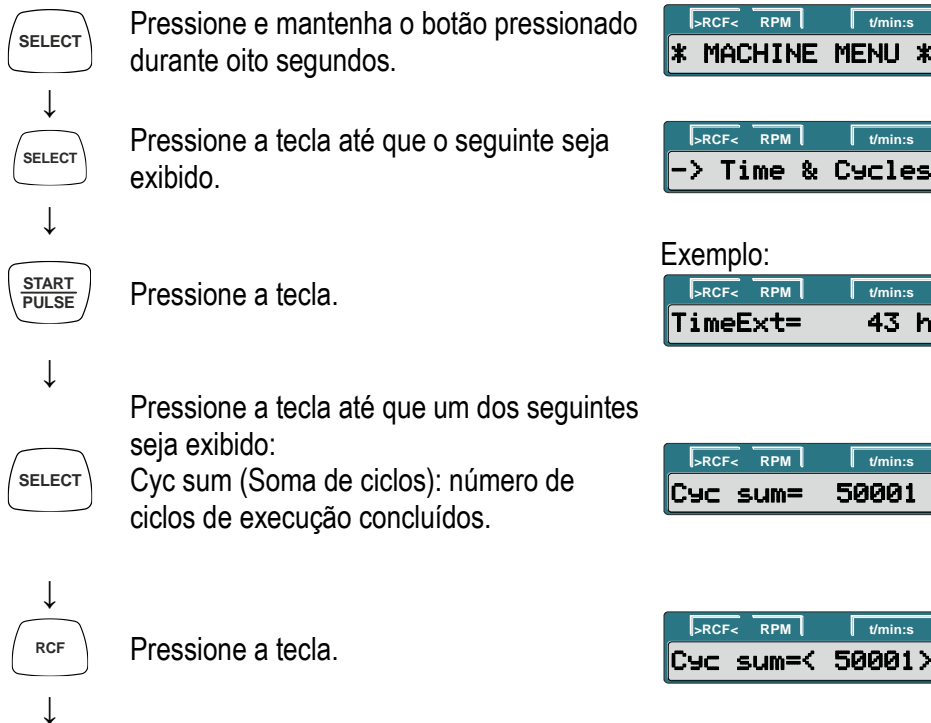 SELECT
Pressione e mantenha o botão pressionado
durante oito segundos.
>RCF< RPM t/min:s
* MACHINE MENU *
↓
SELECT
Pressione a tecla até que o seguinte seja
exibido.
>RCF< RPM t/min:s
-> Time & Cycles
↓
START
PULSE
Pressione a tecla.
Exemplo:
>RCF< RPM t/min:s
TimeExt= 43 h
↓
SELECT
Pressione a tecla até que um dos seguintes
seja exibido:
Cyc sum (Soma de ciclos): número de
ciclos de execução concluídos.
>RCF< RPM t/min:s
Cyc sum= 50001
↓
RCF
Pressione a tecla.
>RCF< RPM t/min:s
Cyc sum=< 50001>
↓